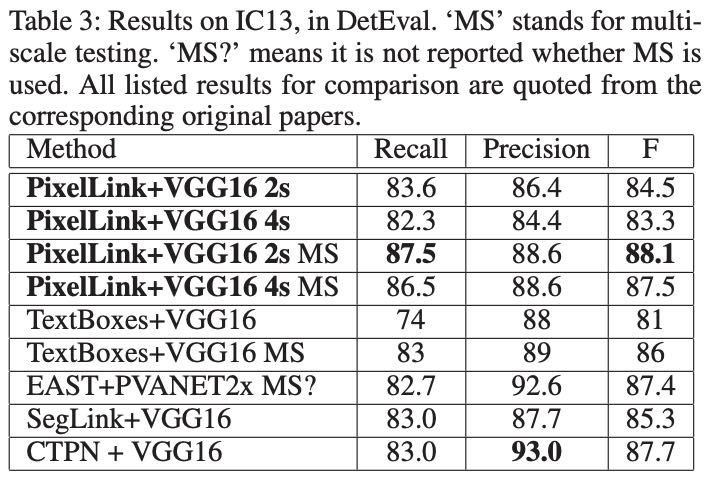 Table 3: Results on IC13, in DetEval. ‘MS’ stands for multi-
scale testing. ‘MS?’ means it is not reported whether MS is
used. All listed results for comparison are quoted from the
corresponding original papers.
Method Recall Precision F
PixelLink+VGG16 2s 83.6 86.4 84.5
PixelLink+VGG16 4s 82.3 84.4 83.3
PixelLink+VGG16 2s MS 87.5 88.6 88.1
PixelLink+VGG16 4s MS 86.5 88.6 87.5
TextBoxes+VGG16 74 88 81
TextBoxes+VGG16 MS 83 89 86
EAST+PVANET2x MS? 82.7 92.6 87.4
SegLink+VGG16 83.0 87.7 85.3
CTPN + VGG16 83.0 93.0 87.7